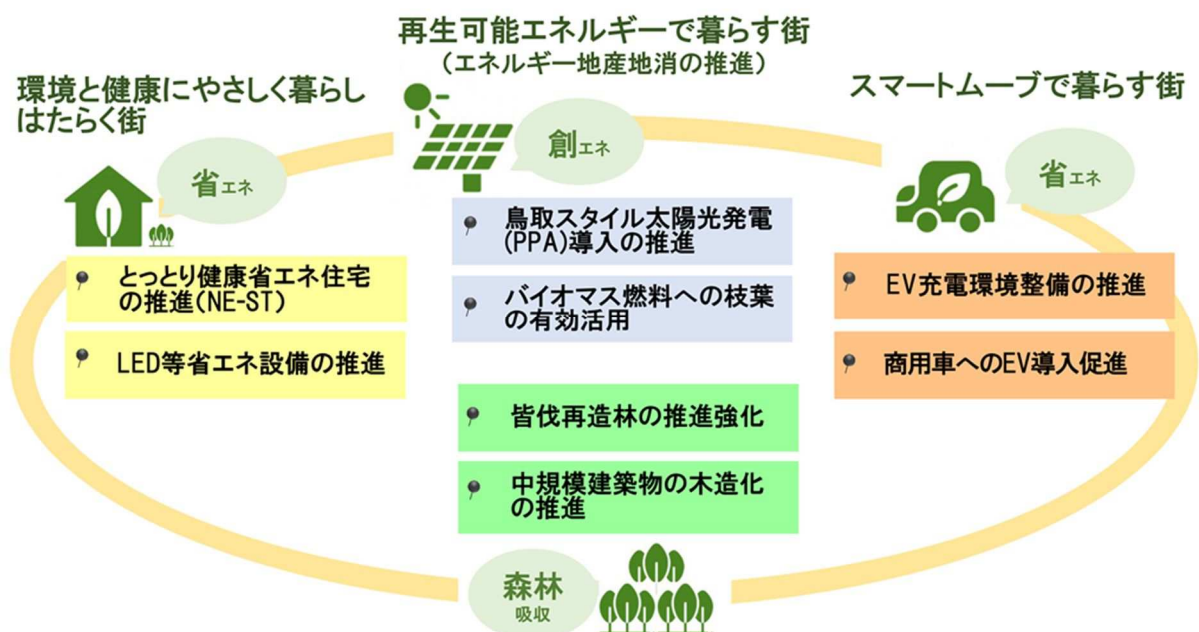 再生可能エネルギーで暮らす街
（エネルギー地産地消の推進）
環境と健康にやさしく暮らし
はたらく街
スマートムーブで暮らす街
省エネ
創エネ
省エネ
とっとり健康省エネ住宅
の推進(NE-ST)
LED等省エネ設備の推進
鳥取スタイル太陽光発電
(PPA)導入の推進
バイオマス燃料への枝葉
の有効活用
EV充電環境整備の推進
商用車へのEV導入促進
皆伐再造林の推進強化
中規模建築物の木造化
の推進
森林
吸収